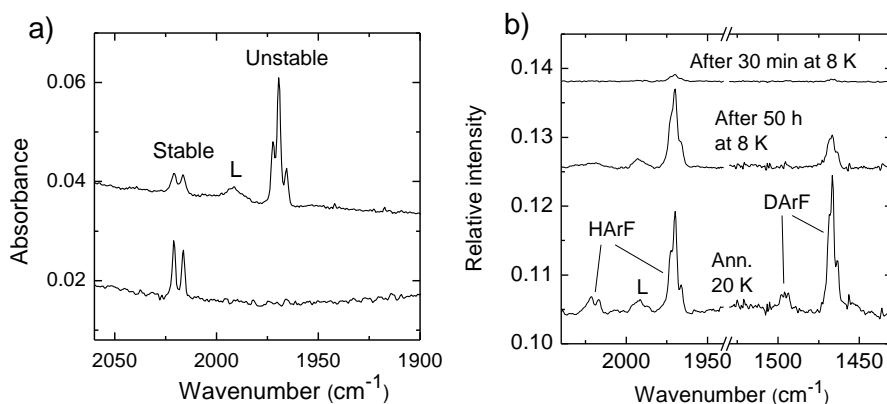 a)
Unstable
Stable
L
0.06
0.04
0.02
Absorbance
2050
2000
1950
1900
Wavenumber (cm-1)
b)
After 30 min at 8 K
After 50 h
at 8 K
HArF
DArF
L
Ann.
20 K
0.14
0.13
0.12
0.11
0.10
Relative intensity
2000
1950
1500
1450
Wavenumber (cm-1)